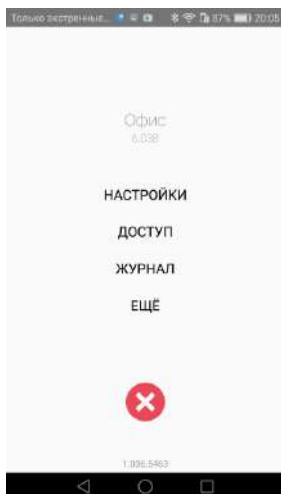 Только экстренные... 87% 20:05
Офис
6.038
НАСТРОЙКИ
ДОСТУП
ЖУРНАЛ
ЕЩЁ
1.036.5463